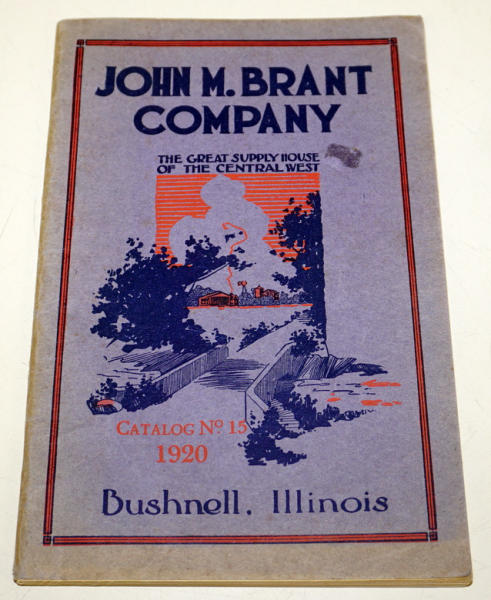 JOHN M. BRANT
COMPANY
THE GREAT SUPPLY HOUSE
OF THE CENTRAL WEST
CATALOG No 15
1920
Bushnell, Illinois